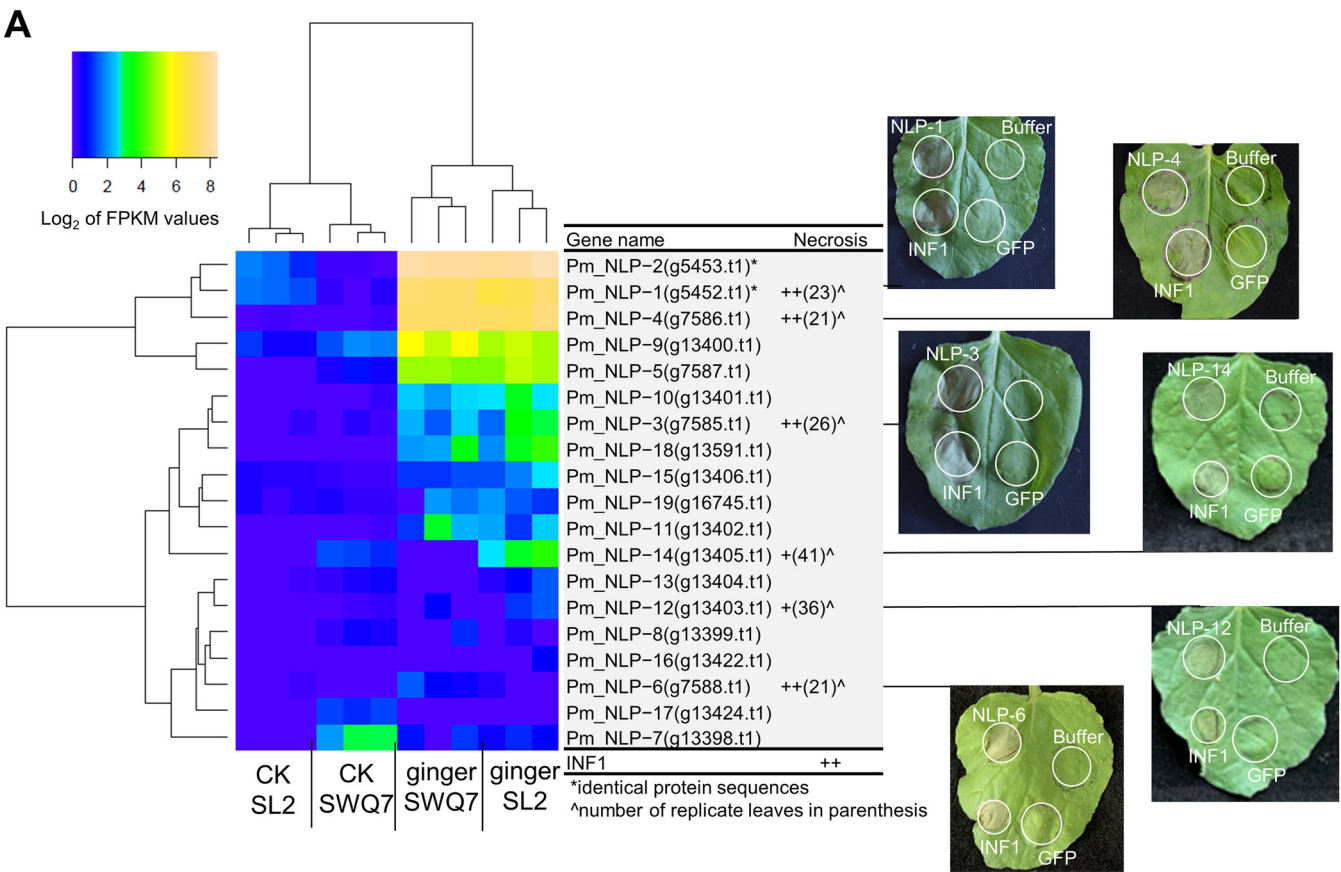 A
0 2 4 6 8
Log2 of FPKM values
Gene name Necrosis
Pm_NLP−2(g5453.t1)*
Pm_NLP−1(g5452.t1)* ++(23)^
Pm_NLP−4(g7586.t1) ++(21)^
Pm_NLP−9(g13400.t1)
Pm_NLP−5(g7587.t1)
Pm_NLP−10(g13401.t1)
Pm_NLP−3(g7585.t1) ++(26)^
Pm_NLP−18(g13591.t1)
Pm_NLP−15(g13406.t1)
Pm_NLP−19(g16745.t1)
Pm_NLP−11(g13402.t1)
Pm_NLP−14(g13405.t1) +(41)^
Pm_NLP−13(g13404.t1)
Pm_NLP−12(g13403.t1) +(36)^
Pm_NLP−8(g13399.t1)
Pm_NLP−16(g13422.t1)
Pm_NLP−6(g7588.t1) ++(21)^
Pm_NLP−17(g13424.t1)
Pm_NLP−7(g13398.t1)
INF1 ++
*identical protein sequences
^number of replicate leaves in parenthesis
CK CK ginger ginger
SL2 SWQ7 SWQ7 SL2
NLP-1 Buffer
INF1 GFP
NLP-4 Buffer
INF1 GFP
NLP-3
INF1 GFP
NLP-14 Buffer
INF1 GFP
NLP-12 Buffer
INF1 GFP
NLP-6 Buffer
INF1 GFP